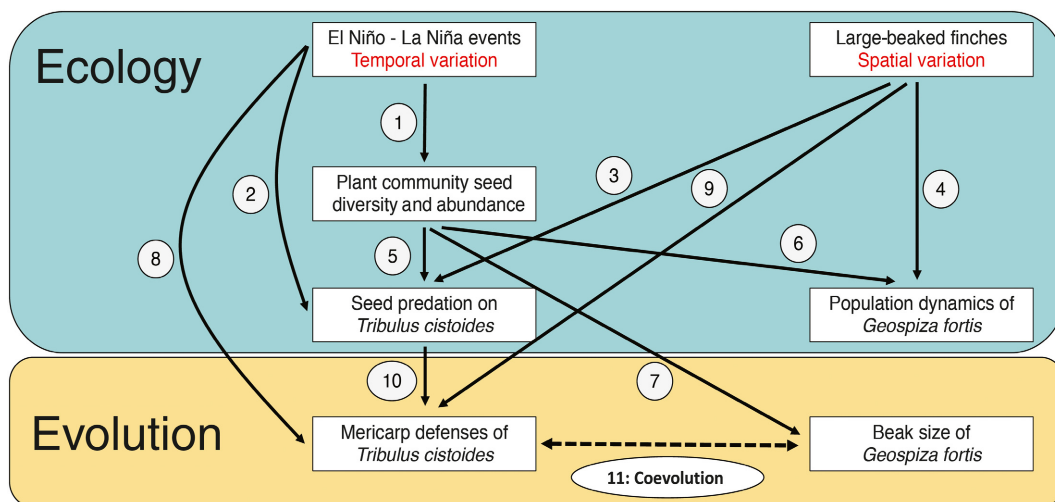 Ecology
El Niño - La Niña events
Temporal variation
Large-beaked finches
Spatial variation
1
2
3
9
4
Plant community seed
diversity and abundance
8
5
6
Seed predation on
Tribulus cistoides
Population dynamics of
Geospiza fortis
10
7
Evolution
Mericarp defenses of
Tribulus cistoides
Beak size of
Geospiza fortis
11: Coevolution